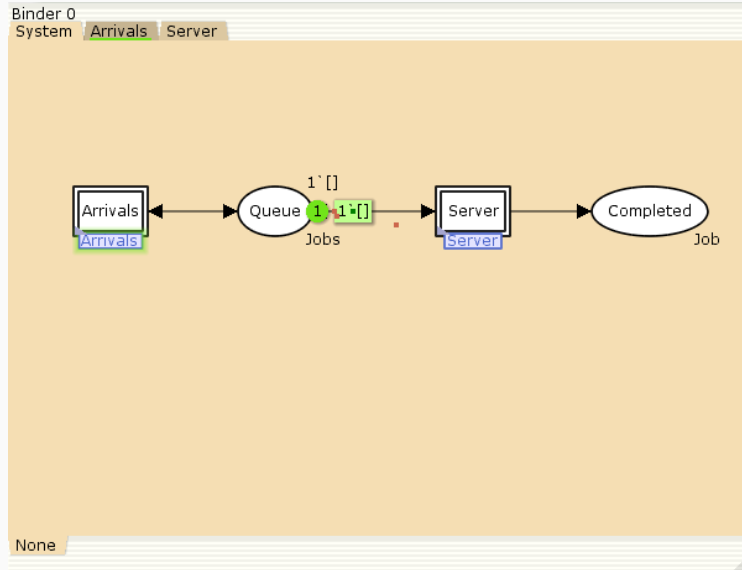 Binder 0
System Arrivals Server
1`[]
Arrivals Queue 1 1`[] Server Completed
Arrivals Jobs Server Job
None